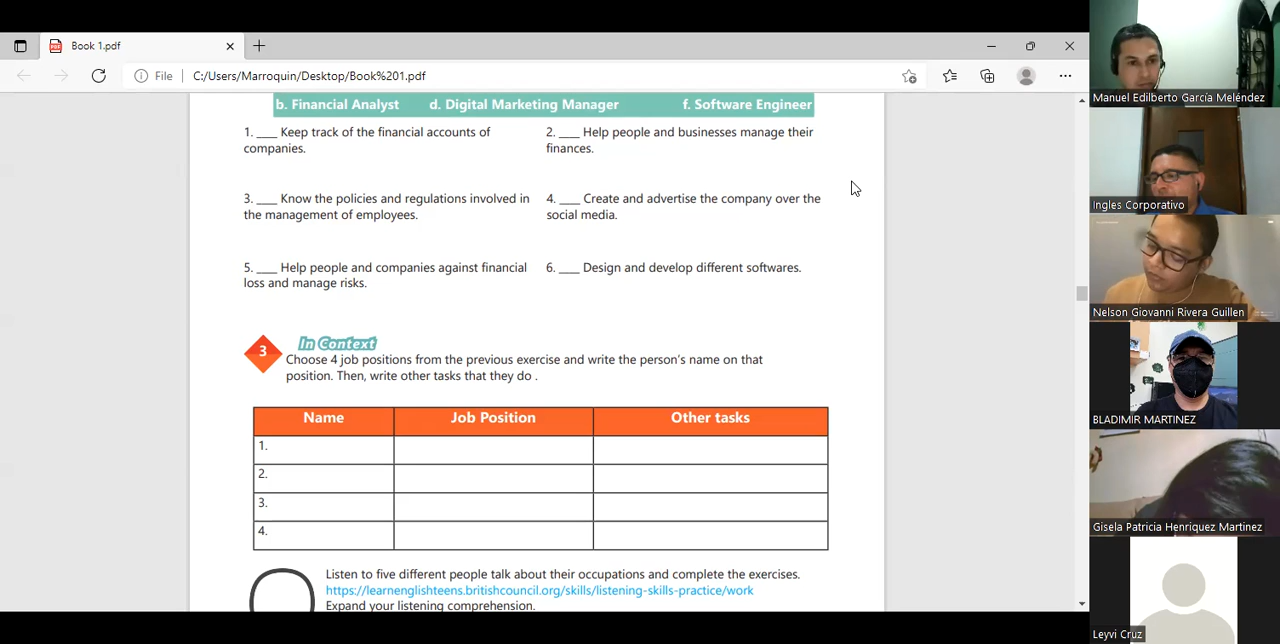 Book 1.pdf
File | C:/Users/Marroquin/Desktop/Book%201.pdf
b. Financial Analyst d. Digital Marketing Manager f. Software Engineer
1. ___ Keep track of the financial accounts of
companies.
2. ___ Help people and businesses manage their
finances.
3. ___ Know the policies and regulations involved in
the management of employees.
4. ___ Create and advertise the company over the
social media.
5. ___ Help people and companies against financial
loss and manage risks.
6. ___ Design and develop different softwares.
3
In Context
Choose 4 job positions from the previous exercise and write the person's name on that
position. Then, write other tasks that they do .
Name Job Position Other tasks
1.
2.
3.
4.
Listen to five different people talk about their occupations and complete the exercises.
https://learnenglishteens.britishcouncil.org/skills/listening-skills-practice/work
Expand your listening comprehension.
Manuel Edilberto García Meléndez
Ingles Corporativo
Nelson Giovanni Rivera Guillen
BLADIMIR MARTINEZ
Gisela Patricia Henríquez Martinez
Leyvi Cruz